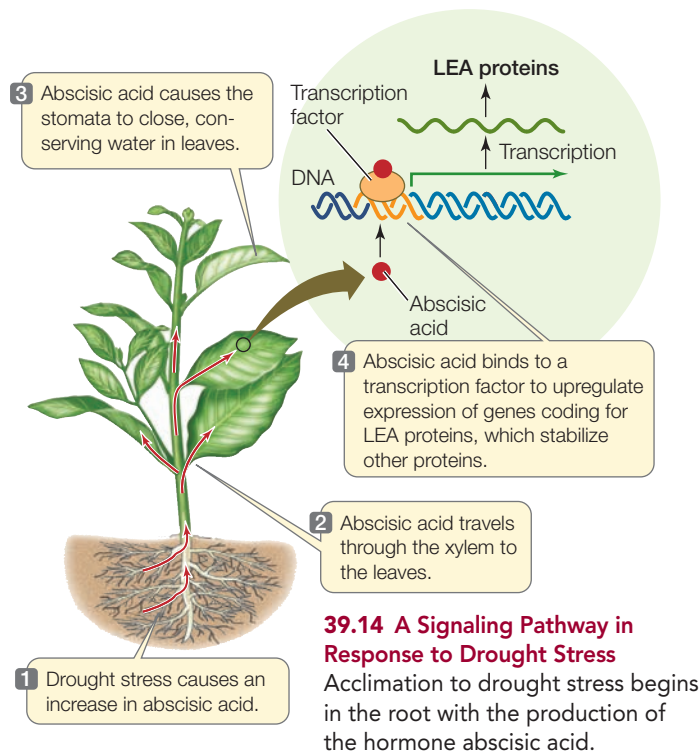 LEA proteins
Transcription
factor
Transcription
DNA
Abscisic
acid
3 Abscisic acid causes the
stomata to close, con-
serving water in leaves.
4 Abscisic acid binds to a
transcription factor to upregulate
expression of genes coding for
LEA proteins, which stabilize
other proteins.
2 Abscisic acid travels
through the xylem to
the leaves.
1 Drought stress causes an
increase in abscisic acid.
39.14 A Signaling Pathway in
Response to Drought Stress
Acclimation to drought stress begins
in the root with the production of
the hormone abscisic acid.